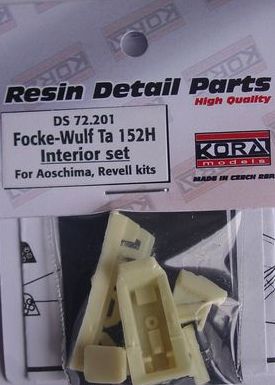 Resin Detail Parts
High Quality
DS 72.201
Focke-Wulf Ta 152H
Interior set
For Aoschima, Revell kits
KORA
models
MADE IN CZECH REP